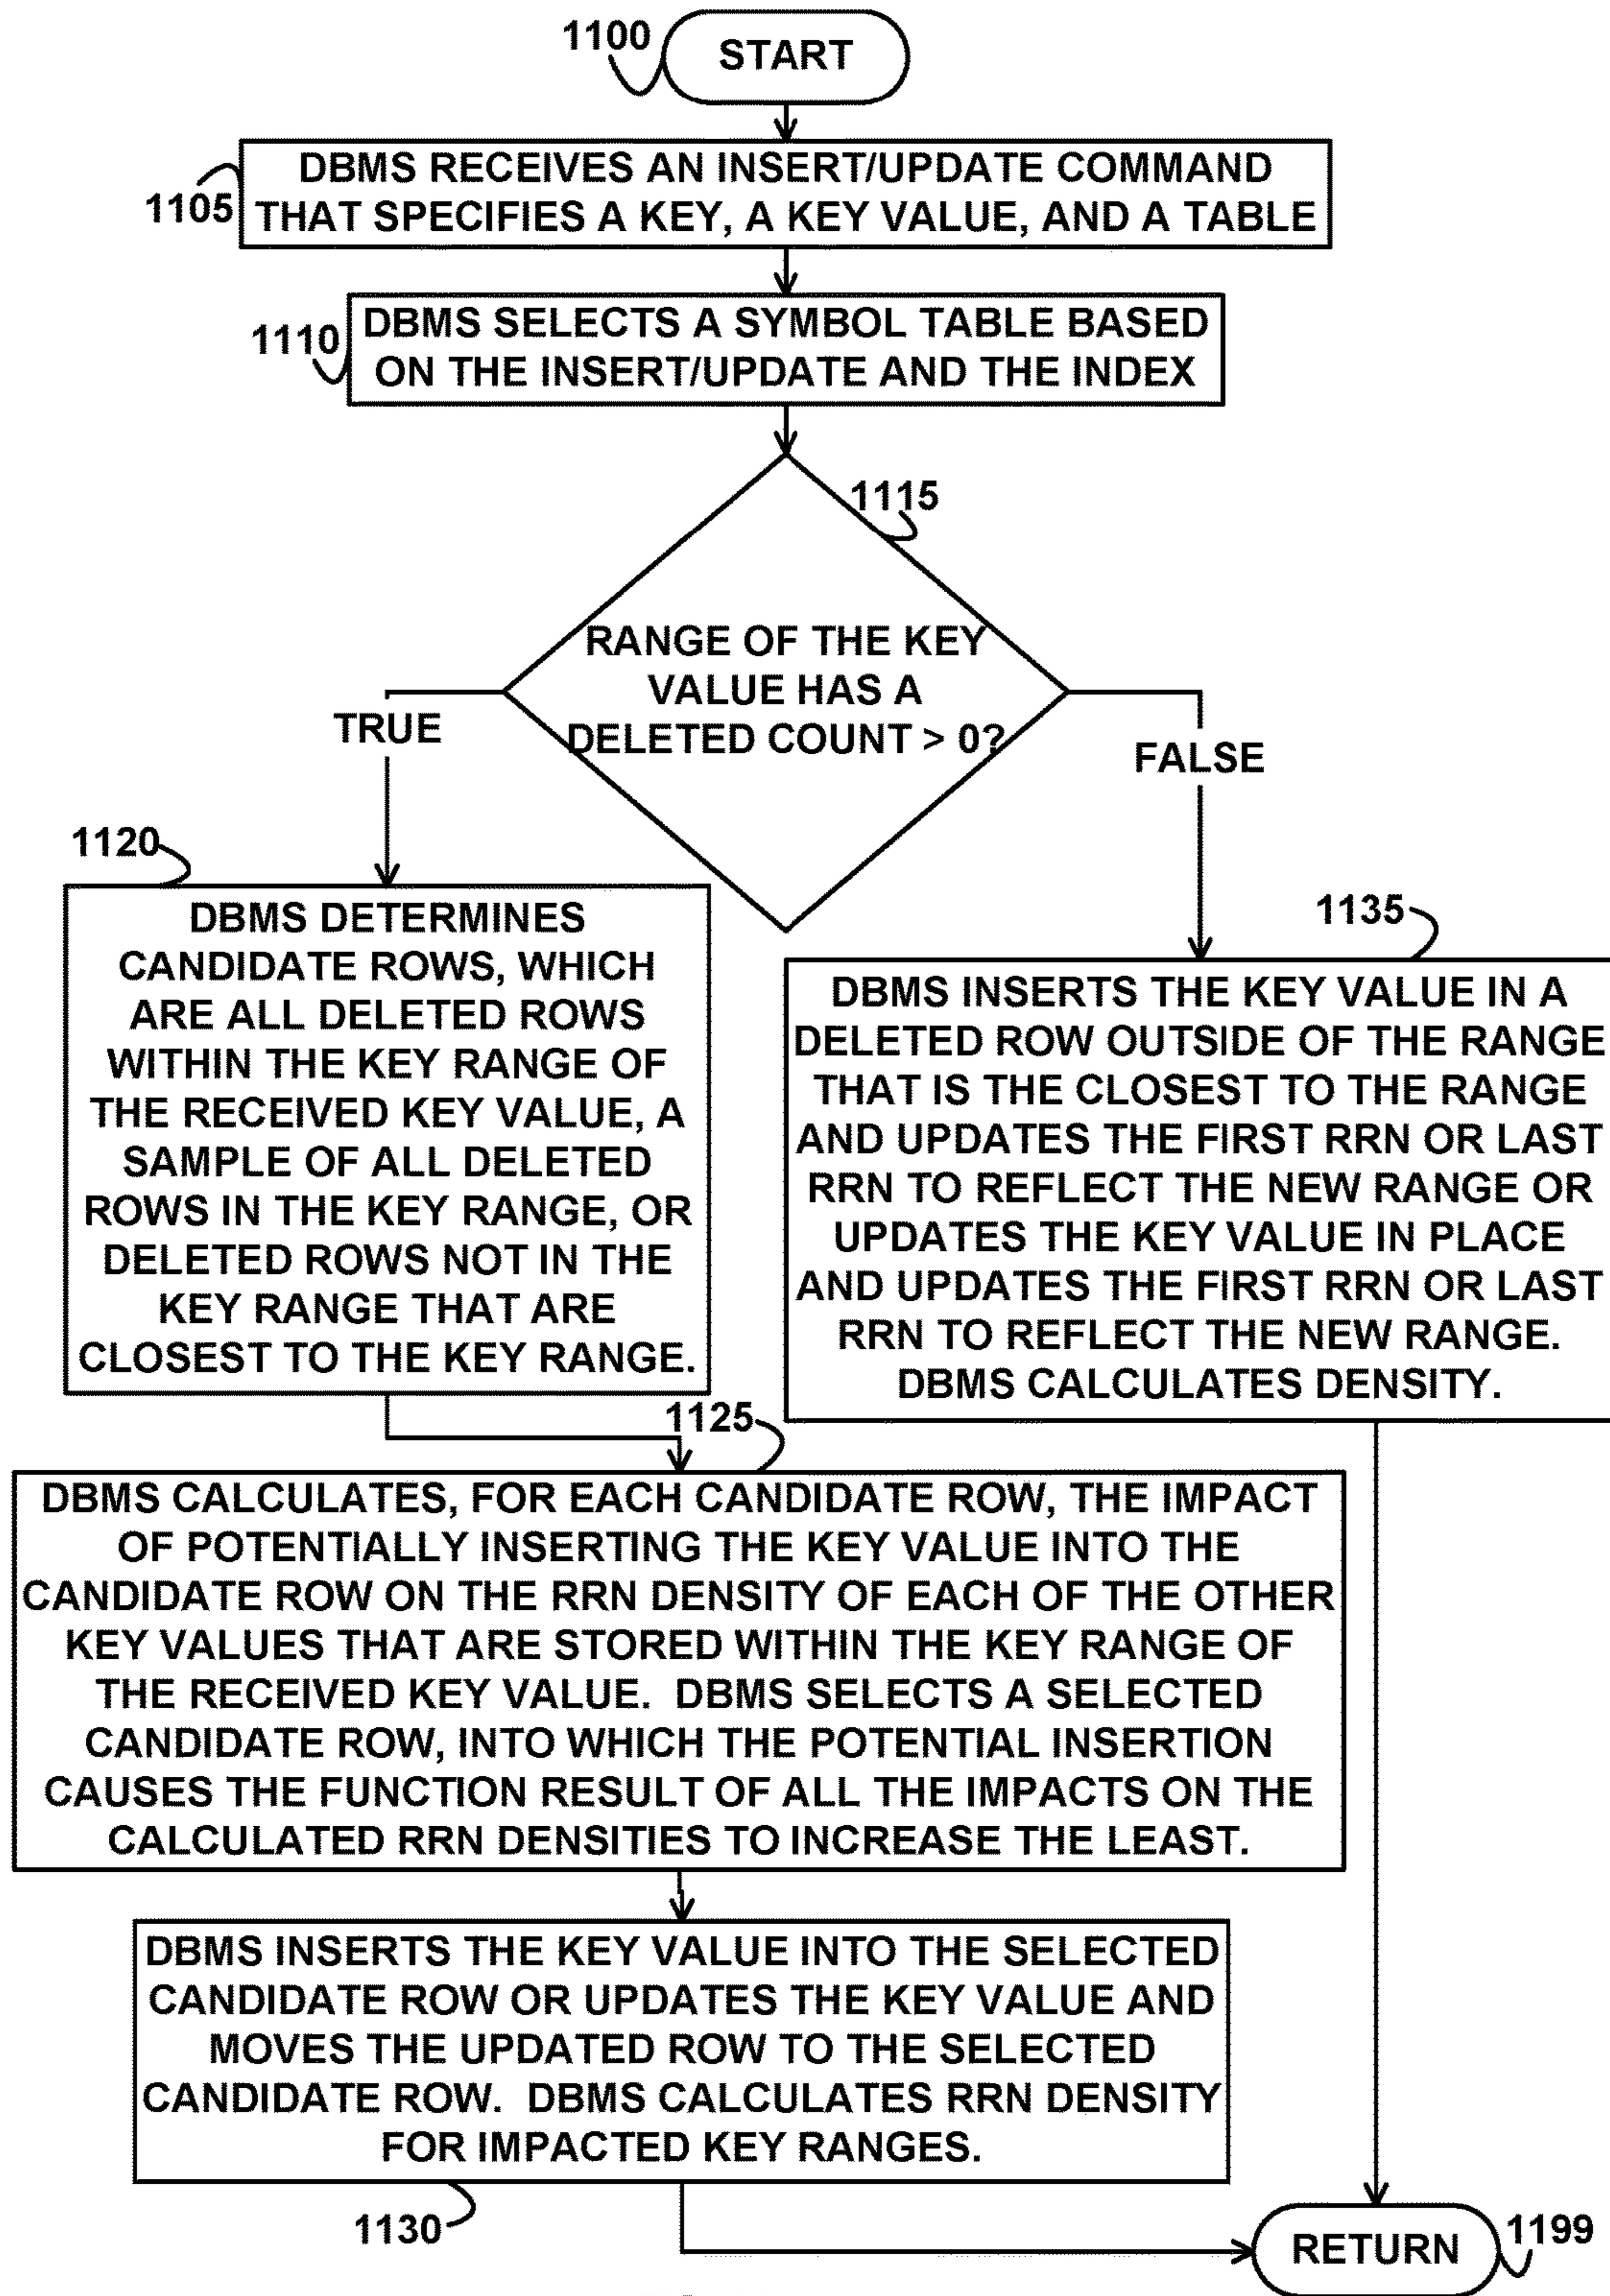 1100
START
DBMS RECEIVES AN INSERT/UPDATE COMMAND
THAT SPECIFIES A KEY, A KEY VALUE, AND A TABLE
1105
DBMS SELECTS A SYMBOL TABLE BASED
ON THE INSERT/UPDATE AND THE INDEX
1110
1115
RANGE OF THE KEY
VALUE HAS A
DELETED COUNT > 0?
TRUE
FALSE
1120
DBMS DETERMINES
CANDIDATE ROWS, WHICH
ARE ALL DELETED ROWS
WITHIN THE KEY RANGE OF
THE RECEIVED KEY VALUE, A
SAMPLE OF ALL DELETED
ROWS IN THE KEY RANGE, OR
DELETED ROWS NOT IN THE
KEY RANGE THAT ARE
CLOSEST TO THE KEY RANGE.
1135
DBMS INSERTS THE KEY VALUE IN A
DELETED ROW OUTSIDE OF THE RANGE
THAT IS THE CLOSEST TO THE RANGE
AND UPDATES THE FIRST RRN OR LAST
RRN TO REFLECT THE NEW RANGE OR
UPDATES THE KEY VALUE IN PLACE
AND UPDATES THE FIRST RRN OR LAST
RRN TO REFLECT THE NEW RANGE.
DBMS CALCULATES DENSITY.
1125
DBMS CALCULATES, FOR EACH CANDIDATE ROW, THE IMPACT
OF POTENTIALLY INSERTING THE KEY VALUE INTO THE
CANDIDATE ROW ON THE RRN DENSITY OF EACH OF THE OTHER
KEY VALUES THAT ARE STORED WITHIN THE KEY RANGE OF
THE RECEIVED KEY VALUE. DBMS SELECTS A SELECTED
CANDIDATE ROW, INTO WHICH THE POTENTIAL INSERTION
CAUSES THE FUNCTION RESULT OF ALL THE IMPACTS ON THE
CALCULATED RRN DENSITIES TO INCREASE THE LEAST.
DBMS INSERTS THE KEY VALUE INTO THE SELECTED
CANDIDATE ROW OR UPDATES THE KEY VALUE AND
MOVES THE UPDATED ROW TO THE SELECTED
CANDIDATE ROW. DBMS CALCULATES RRN DENSITY
FOR IMPACTED KEY RANGES.
1130
RETURN
1199